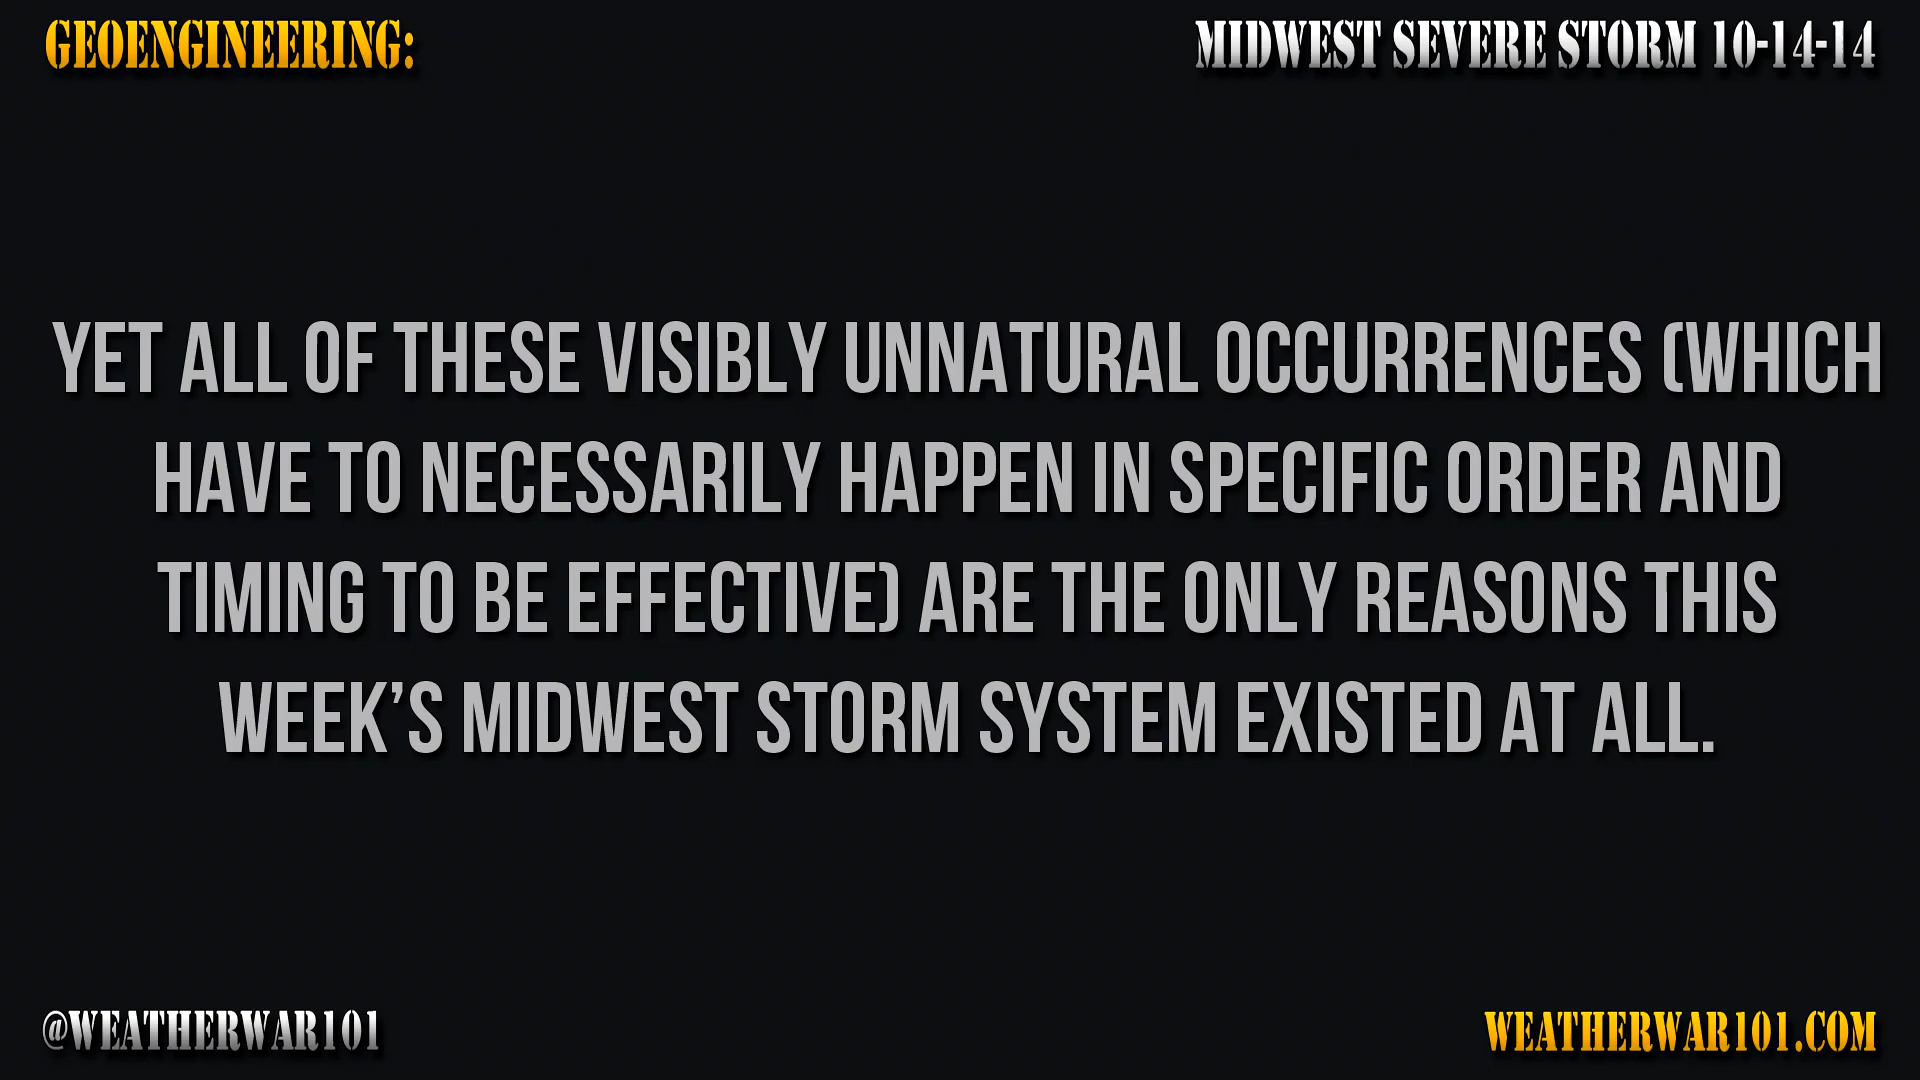 GEOENGINEERING:
MIDWEST SEVERE STORM 10-14-14
YET ALL OF THESE VISIBLY UNNATURAL OCCURRENCES (WHICH
HAVE TO NECESSARILY HAPPEN IN SPECIFIC ORDER AND
TIMING TO BE EFFECTIVE) ARE THE ONLY REASONS THIS
WEEK'S MIDWEST STORM SYSTEM EXISTED AT ALL.
@WEATHERWAR101
WEATHERWAR101.COM